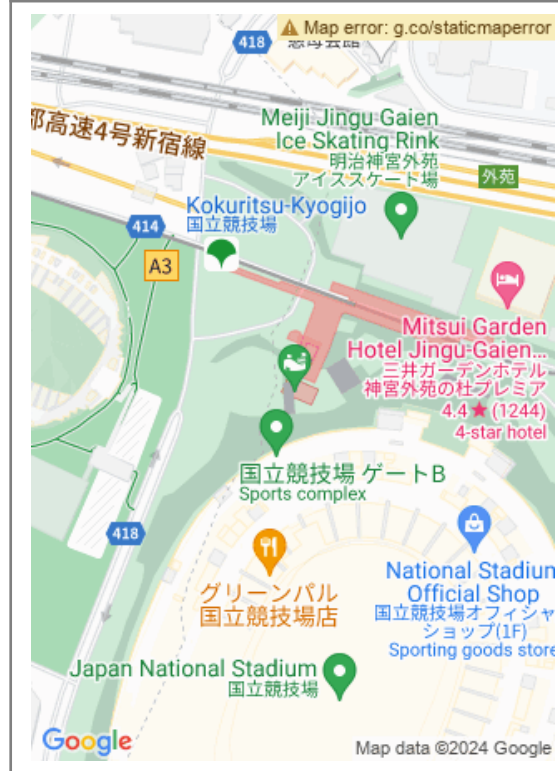 Map error: g.co/staticmaperror
418
都高速4号新宿線
Meiji Jingu Gaien
Ice Skating Rink
明治神宮外苑
アイススケート場
外苑
Kokuritsu-Kyogijo
国立競技場
414
A3
Mitsui Garden
Hotel Jingu-Gaien...
三井ガーデンホテル
神宮外苑の杜プレミア
4.4★(1244)
4-star hotel
国立競技場 ゲートB
Sports complex
418
グリーンパル
国立競技場店
National Stadium
Official Shop
国立競技場オフィシャ
ショップ(1F)
Sporting goods store
Japan National Stadium
国立競技場
Google
Map data ©2024 Google